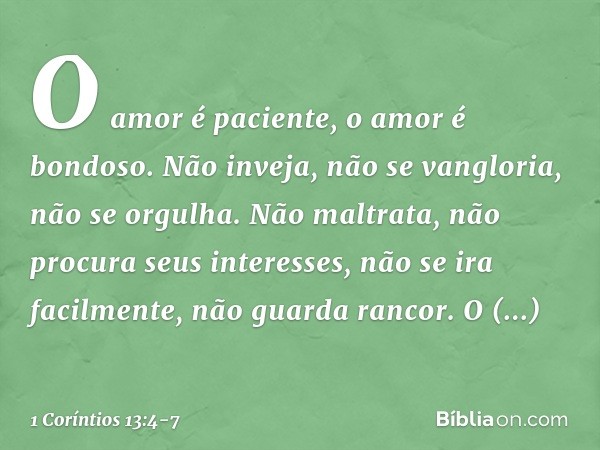 O amor é paciente, o amor é
bondoso. Não inveja, não se vangloria,
não se orgulha. Não maltrata, não
procura seus interesses, não se ira
facilmente, não guarda rancor. O (...)
1 Coríntios 13:4-7
Bíbliaon.com